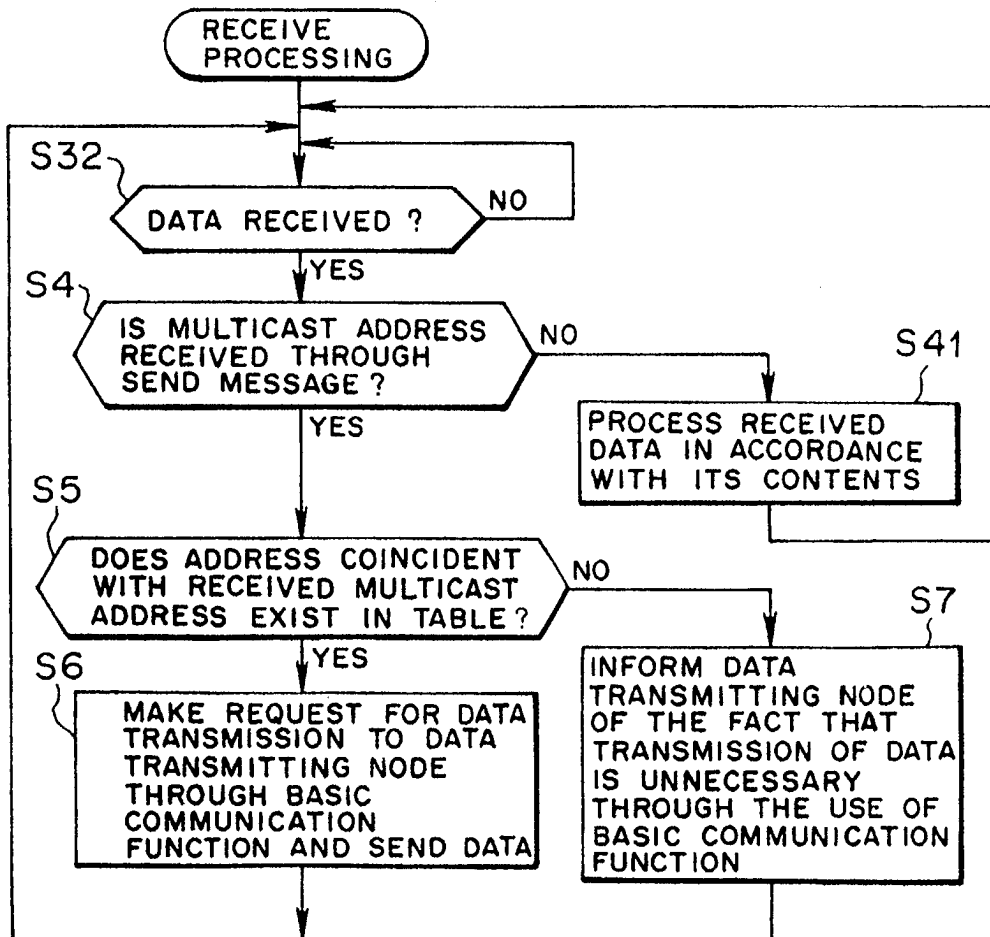 RECEIVE
PROCESSING
S32
DATA RECEIVED ?
NO
YES
S4
IS MULTICAST ADDRESS
RECEIVED THROUGH
SEND MESSAGE ?
NO
YES
S41
PROCESS RECEIVED
DATA IN ACCORDANCE
WITH ITS CONTENTS
S5
DOES ADDRESS COINCIDENT
WITH RECEIVED MULTICAST
ADDRESS EXIST IN TABLE ?
NO
YES
S6
MAKE REQUEST FOR DATA
TRANSMISSION TO DATA
TRANSMITTING NODE
THROUGH BASIC
COMMUNICATION
FUNCTION AND SEND DATA
S7
INFORM DATA
TRANSMITTING NODE
OF THE FACT THAT
TRANSMISSION OF DATA
IS UNNECESSARY
THROUGH THE USE OF
BASIC COMMUNICATION
FUNCTION